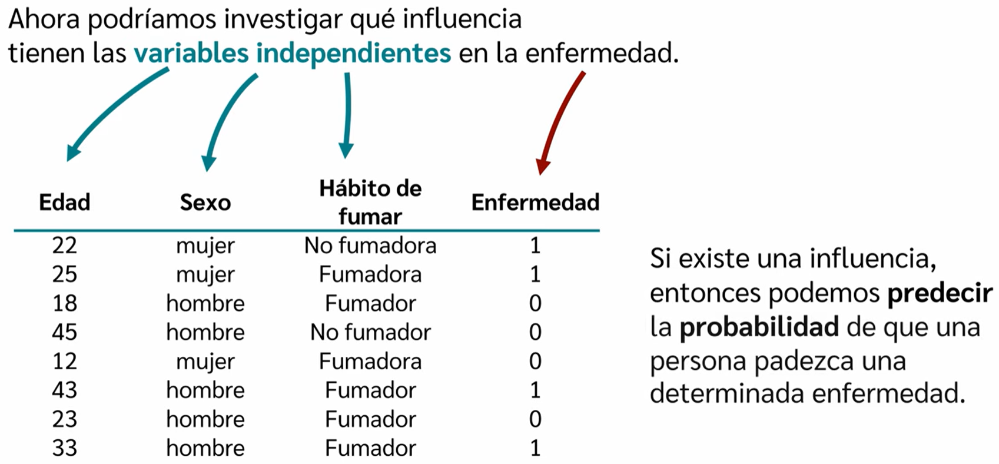 Ahora podríamos investigar qué influencia
tienen las variables independientes en la enfermedad.
Edad Sexo Hábito de fumar Enfermedad
22 mujer No fumadora 1
25 mujer Fumadora 1
18 hombre Fumador 0
45 hombre No fumador 0
12 mujer Fumadora 0
43 hombre Fumador 1
23 hombre Fumador 0
33 hombre Fumador 1
Si existe una influencia,
entonces podemos predecir
la probabilidad de que una
persona padezca una
determinada enfermedad.